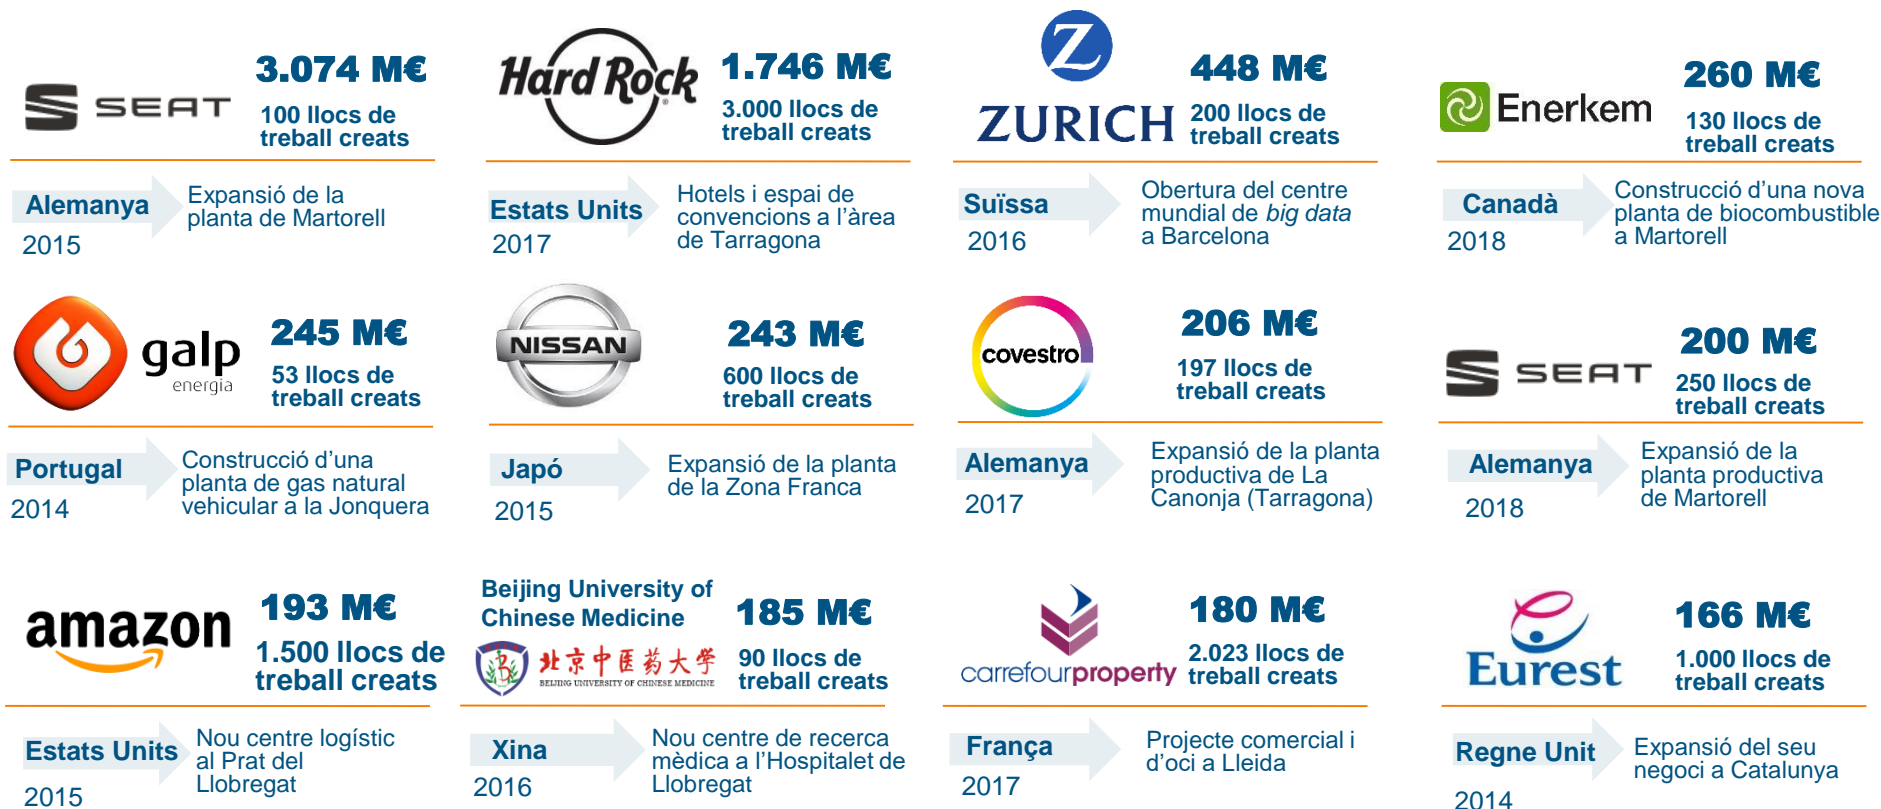 SEAT
3.074 M€
100 llocs de
treball creats
Alemanya
2015
Expansió de la
planta de Martorell
Hard Rock
1.746 M€
3.000 llocs de
treball creats
Estats Units
2017
Hotels i espai de
convencions a l'àrea
de Tarragona
Z
ZURICH
448 M€
200 llocs de
treball creats
Suïssa
2016
Obertura del centre
mundial de big data
a Barcelona
Enerkem
260 M€
130 llocs de
treball creats
Canadà
2018
Construcció d'una nova
planta de biocombustible
a Martorell
galp
energia
245 M€
53 llocs de
treball creats
Portugal
2014
Construcció d'una
planta de gas natural
vehicular a la Jonquera
NISSAN
243 M€
600 llocs de
treball creats
Japó
2015
Expansió de la planta
de la Zona Franca
covestro
206 M€
197 llocs de
treball creats
Alemanya
2017
Expansió de la planta
productiva de La
Canonja (Tarragona)
SEAT
200 M€
250 llocs de
treball creats
Alemanya
2018
Expansió de la
planta productiva
de Martorell
amazon
193 M€
1.500 llocs de
treball creats
Estats Units
2015
Nou centre logístic
al Prat del
Llobregat
Beijing University of
Chinese Medicine
北京中医药大学
BEIJING UNIVERSITY OF CHINESE MEDICINE
185 M€
90 llocs de
treball creats
Xina
2016
Nou centre de recerca
mèdica a l'Hospitalet de
Llobregat
carrefourproperty
180 M€
2.023 llocs de
treball creats
França
2017
Projecte comercial i
d'oci a Lleida
Eurest
166 M€
1.000 llocs de
treball creats
Regne Unit
2014
Expansió del seu
negoci a Catalunya